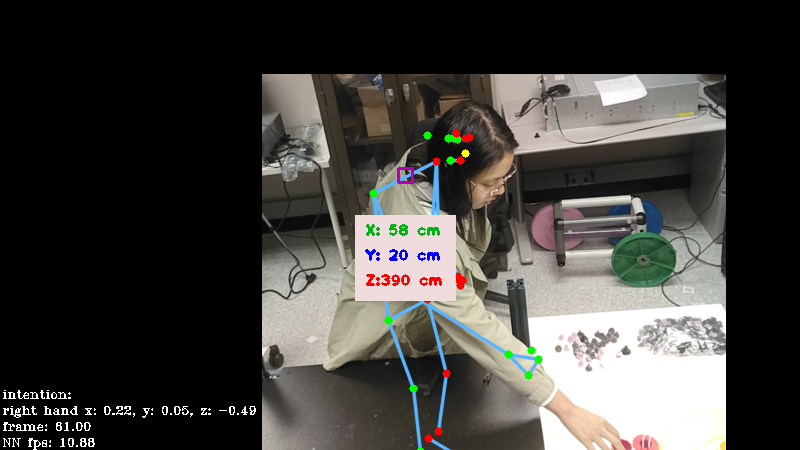 X: 58 cm
Y: 20 cm
Z:390 cm
intention:
right hand x: 0.22, y: 0.05, z: -0.49
frame: 61.00
NN fps: 10.88